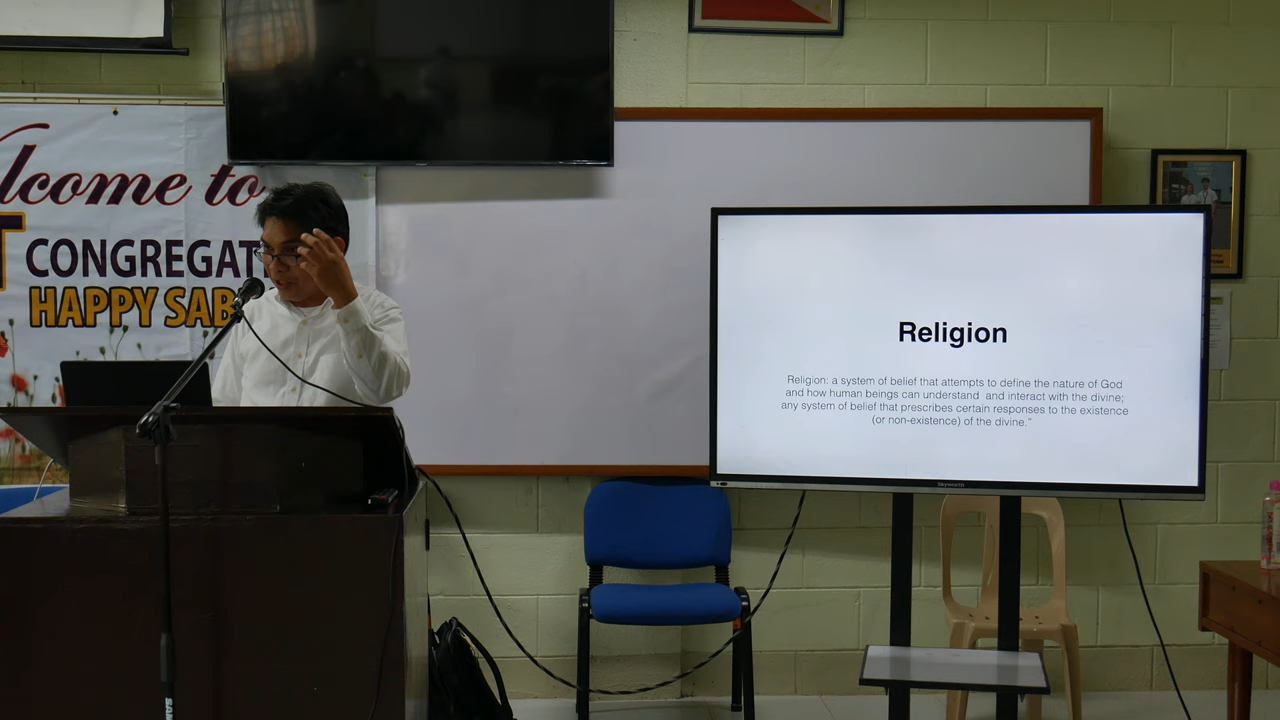 lcome to
T
CONGREGAT
HAPPY SAB
Religion
Religion: a system of belief that attempts to define the nature of God
and how human beings can understand and interact with the divine;
any system of belief that prescribes certain responses to the existence
(or non-existence) of the divine."
Skyworth
SAM